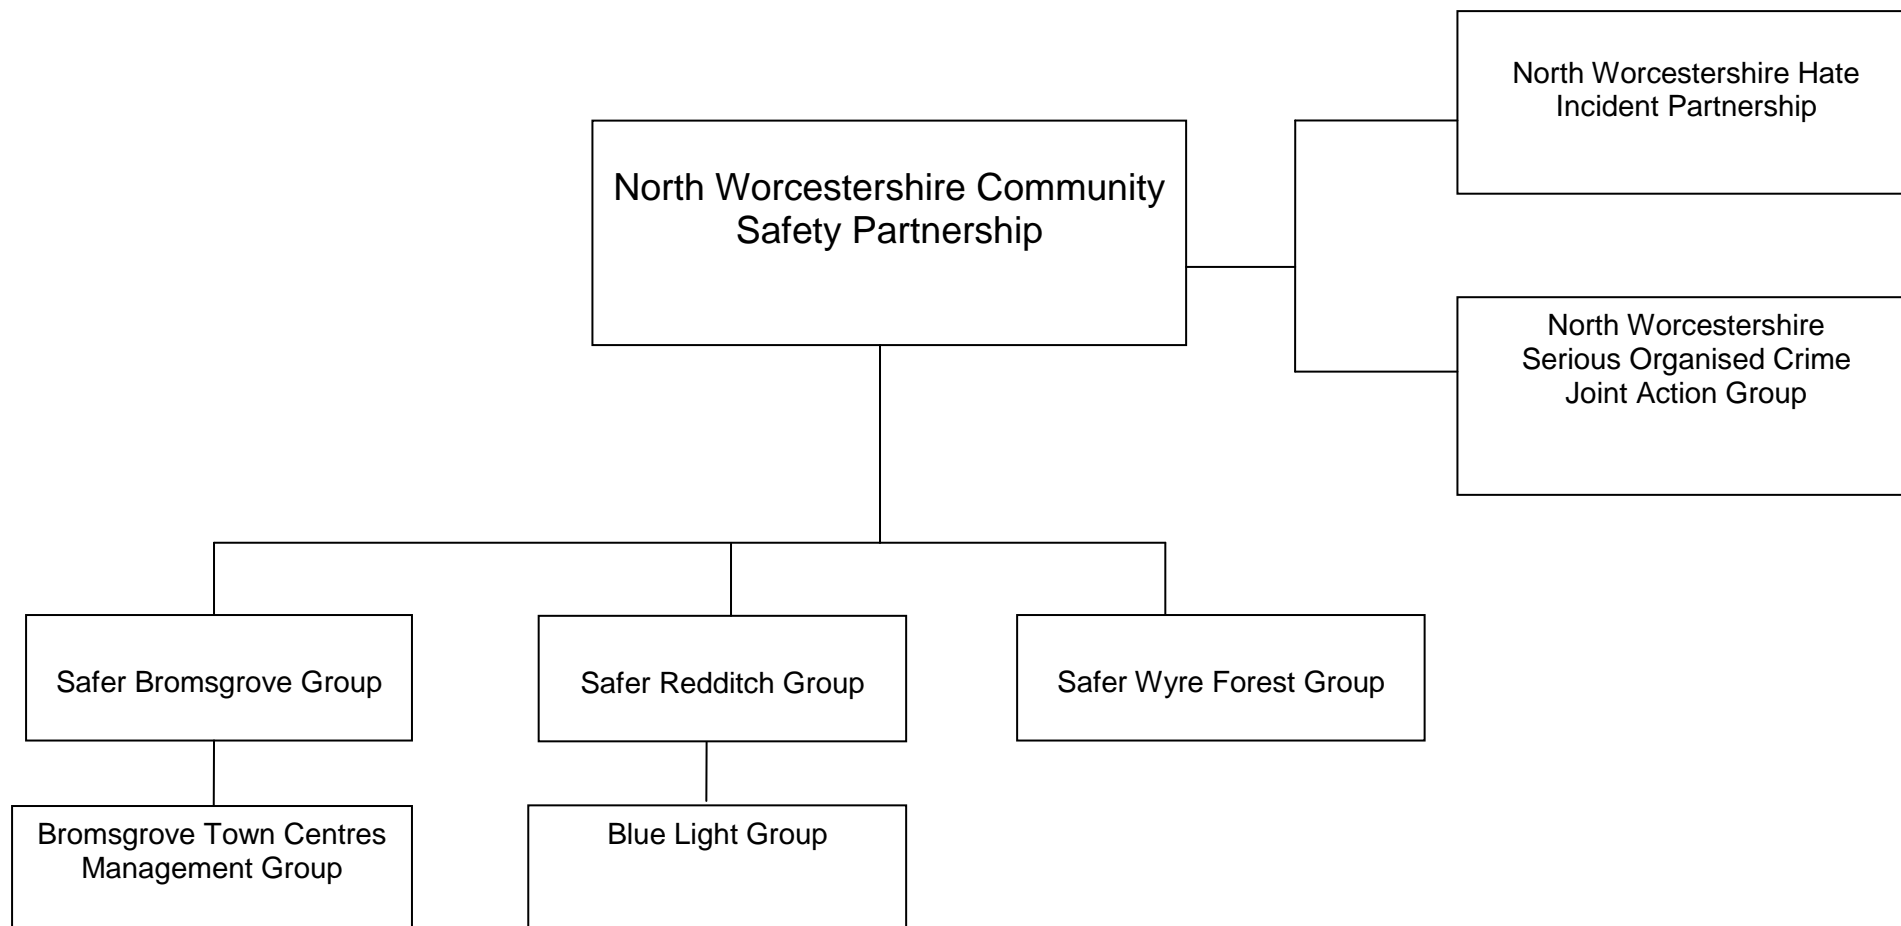 North Worcestershire Hate
Incident Partnership
North Worcestershire Community
Safety Partnership
North Worcestershire
Serious Organised Crime
Joint Action Group
Safer Bromsgrove Group
Safer Redditch Group
Safer Wyre Forest Group
Bromsgrove Town Centres
Management Group
Blue Light Group